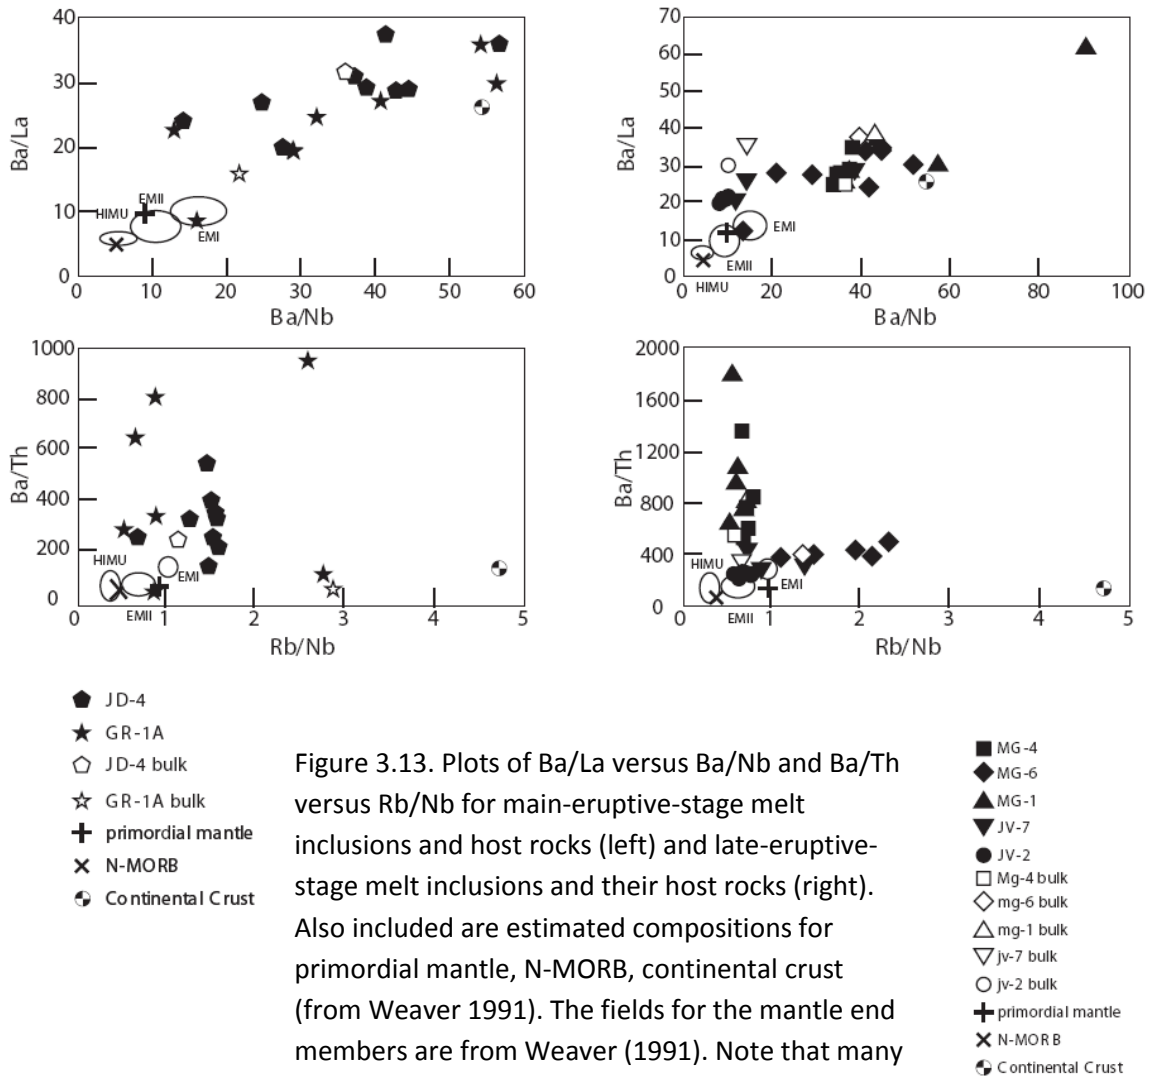 40
30
20
10
0
Ba/La
HIMU
EMII
EMI
0 10 20 30 40 50 60
Ba/Nb
70
60
50
40
30
20
10
0
Ba/La
EMI
EMII
HIMU
0 20 40 60 80 100
Ba/Nb
1000
800
600
400
200
0
Ba/Th
HIMU
EMI
EMII
0 1 2 3 4 5
Rb/Nb
2000
1600
1200
800
400
0
Ba/Th
HIMU
EMI
EMII
0 1 2 3 4 5
Rb/Nb
JD-4
GR-1A
JD-4 bulk
GR-1A bulk
primordial mantle
N-MORB
Continental Crust
Figure 3.13. Plots of Ba/La versus Ba/Nb and Ba/Th
versus Rb/Nb for main-eruptive-stage melt
inclusions and host rocks (left) and late-eruptive-
stage melt inclusions and their host rocks (right).
Also included are estimated compositions for
primordial mantle, N-MORB, continental crust
(from Weaver 1991). The fields for the mantle end
members are from Weaver (1991). Note that many
MG-4
MG-6
MG-1
JV-7
JV-2
Mg-4 bulk
mg-6 bulk
mg-1 bulk
jv-7 bulk
jv-2 bulk
primordial mantle
N-MORB
Continental Crust